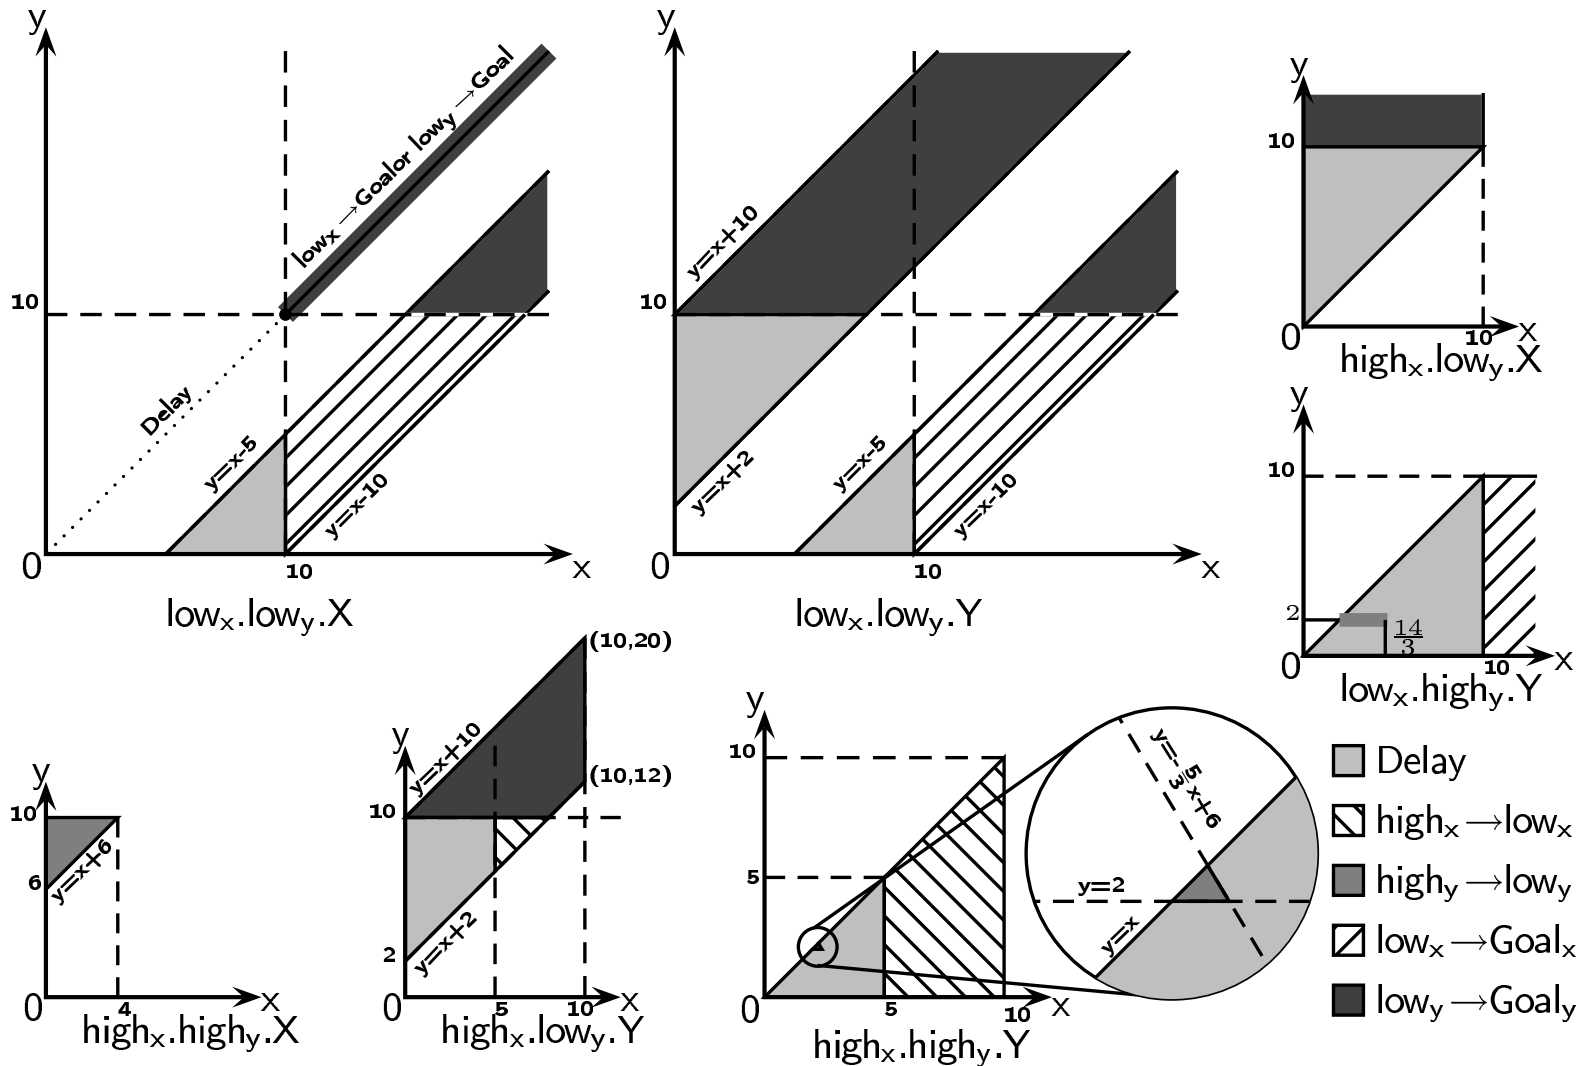 y
10
0
10
x
Delay
y=x-5
y=x-10
lowx→Goalor lowy→Goal
lowx.lowy.X
y
10
0
10
x
y=x+10
y=x+2
y=x-5
y=x-10
lowx.lowy.Y
y
10
0
10
x
highx.lowy.X
y
10
2
14
3
0
10
x
lowx.highy.Y
y
10
6
y=x+6
0
4
x
highx.highy.X
y
(10,20)
(10,12)
y=x+10
10
2
y=x+2
0
5
10
x
highx.lowy.Y
y
10
5
0
5
10
x
y=-5/3x+6
y=2
y=x
highx.highy.Y
Delay
highx→lowx
highy→lowy
lowx→Goalx
lowy→Goaly